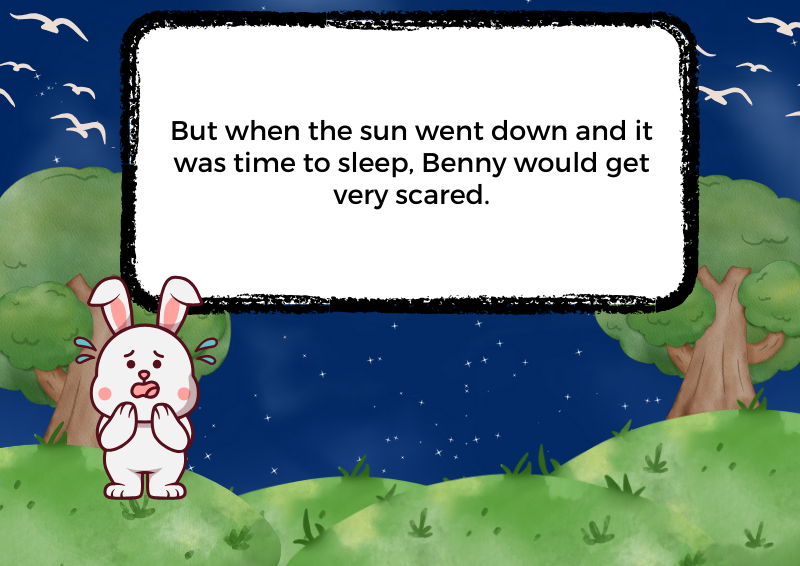 But when the sun went down and it
was time to sleep, Benny would get
very scared.